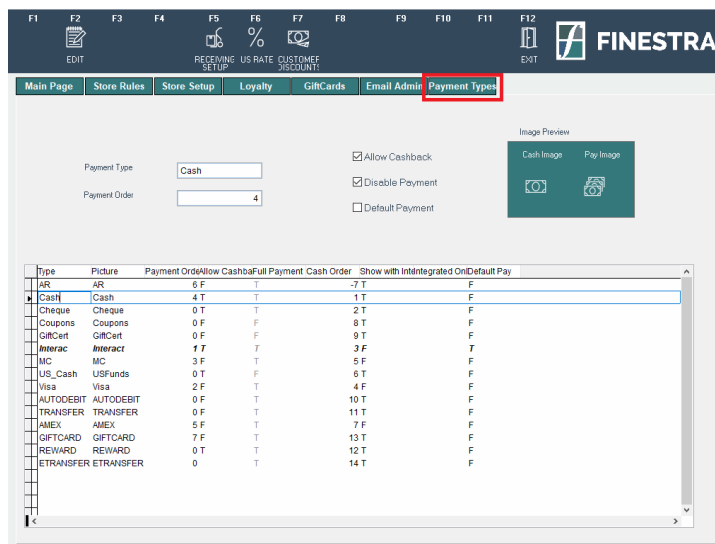 F1 F2 F3 F4 F5 F6 F7 F8 F9 F10 F11 F12
EDIT RECEIVING SETUP US RATE CUSTOMER DISCOUNTS EXIT
FINESTRA
Main Page Store Rules Store Setup Loyalty GiftCards Email Admin Payment Types
Image Preview
Cash Image Pay Image
Payment Type Cash
Payment Order 4
Allow Cashback
Disable Payment
Default Payment
Type Picture Payment Orde Allow Cashba Full Payment Cash Order Show with Inte Integrated Onl Default Pay
AR AR 6 F T -7 T F
Cash Cash 4 T T 1 T F
Cheque Cheque 0 T T 2 T F
Coupons Coupons 0 F F 8 T F
GiftCert GiftCert 0 F F 9 T F
Interac Interact 1 T T 3 F T
MC MC 3 F T 5 F F
US_Cash USFunds 0 T F 6 T F
Visa Visa 2 F T 4 F F
AUTODEBIT AUTODEBIT 0 F T 10 T F
TRANSFER TRANSFER 0 F T 11 T F
AMEX AMEX 5 F T 7 F F
GIFTCARD GIFTCARD 7 F T 13 T F
REWARD REWARD 0 T T 12 T F
ETRANSFER ETRANSFER 0 T 14 T F